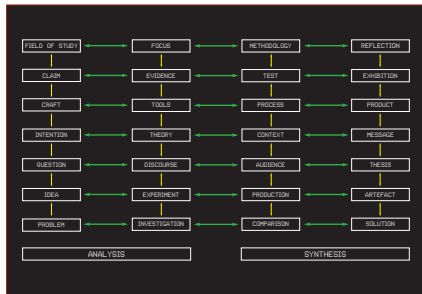 FIELD OF STUDY FOCUS METHODOLOGY REFLECTION
CLAIM EVIDENCE TEST EXHIBITION
CRAFT TOOLS PROCESS PRODUCT
INTENTION THEORY CONTEXT MESSAGE
QUESTION DISCOURSE AUDIENCE THESIS
IDEA EXPERIMENT PRODUCTION ARTEFACT
PROBLEM INVESTIGATION COMPARISON SOLUTION
ANALYSIS SYNTHESIS